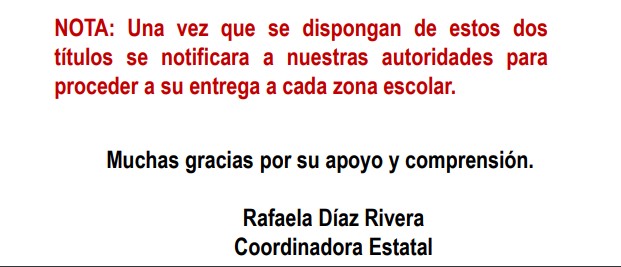 NOTA: Una vez que se dispongan de estos dos
títulos se notificara a nuestras autoridades para
proceder a su entrega a cada zona escolar.
Muchas gracias por su apoyo y comprensión.
Rafaela Díaz Rivera
Coordinadora Estatal